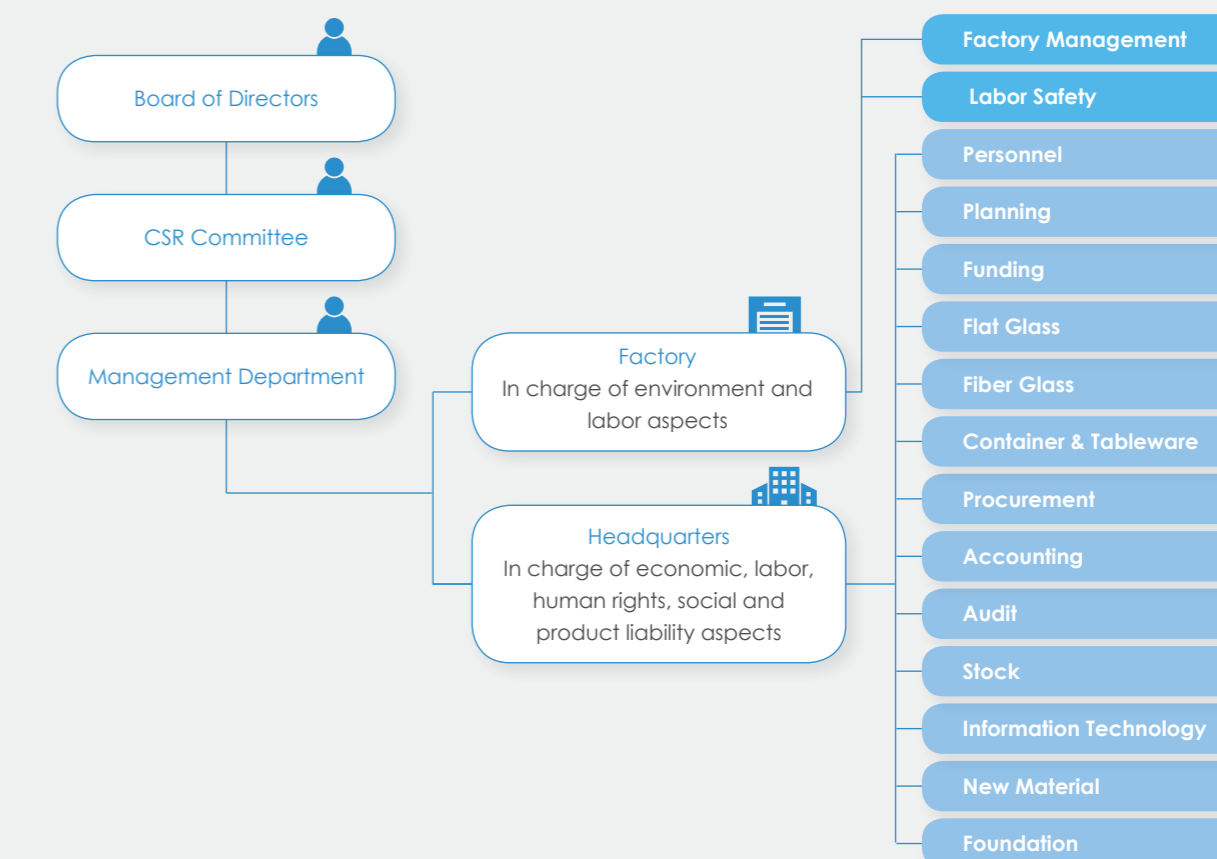 Board of Directors
CSR Committee
Management Department
Factory
In charge of environment and
labor aspects
Headquarters
In charge of economic, labor,
human rights, social and
product liability aspects
Factory Management
Labor Safety
Personnel
Planning
Funding
Flat Glass
Fiber Glass
Container & Tableware
Procurement
Accounting
Audit
Stock
Information Technology
New Material
Foundation